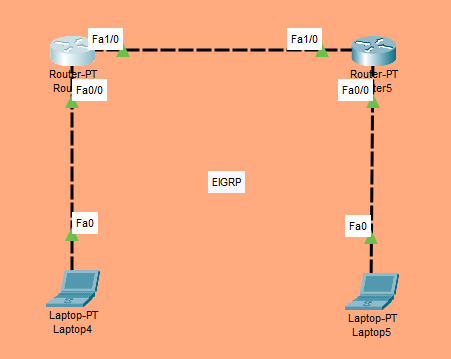 Fa1/0
Fa1/0
Router-PT
Router-PT
Fa0/0
Fa0/0
EIGRP
Fa0
Fa0
Laptop-PT
Laptop4
Laptop-PT
Laptop5